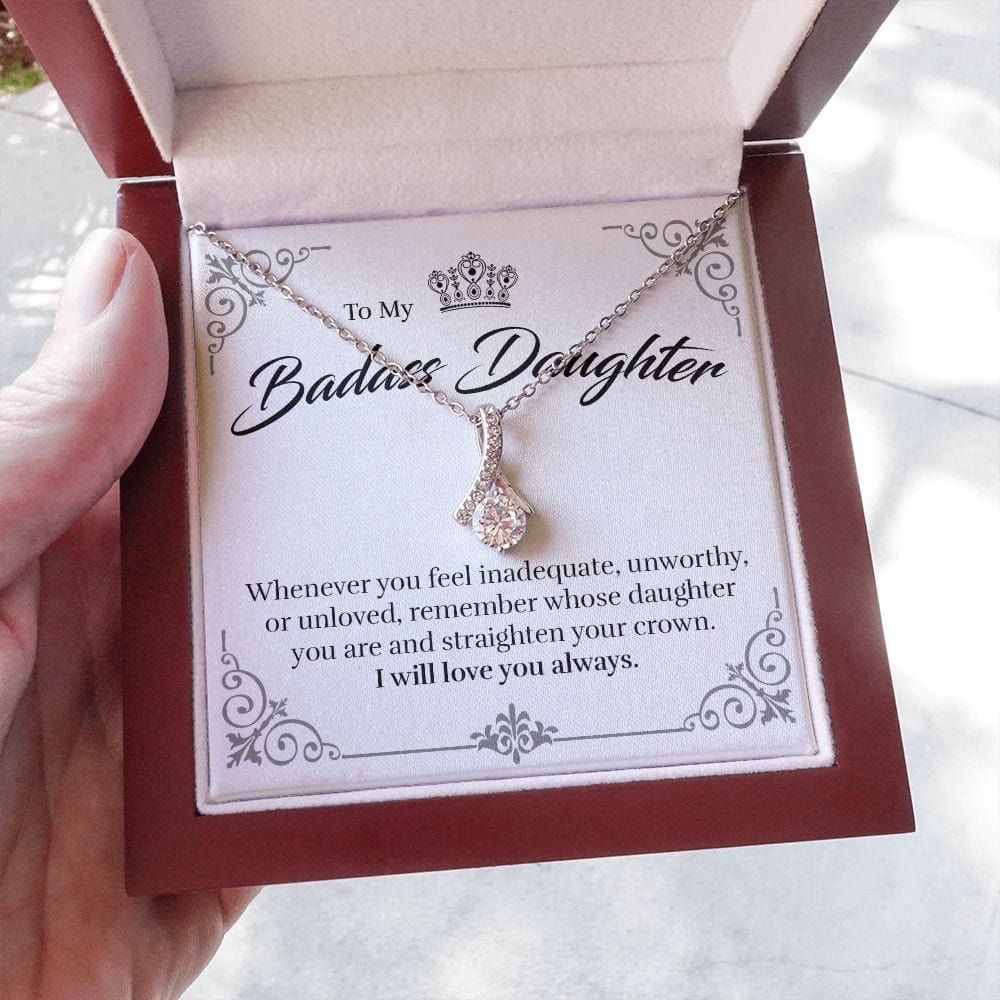 To My
Badass Daughter
Whenever you feel inadequate, unworthy,
or unloved, remember whose daughter
you are and straighten your crown.
I will love you always.